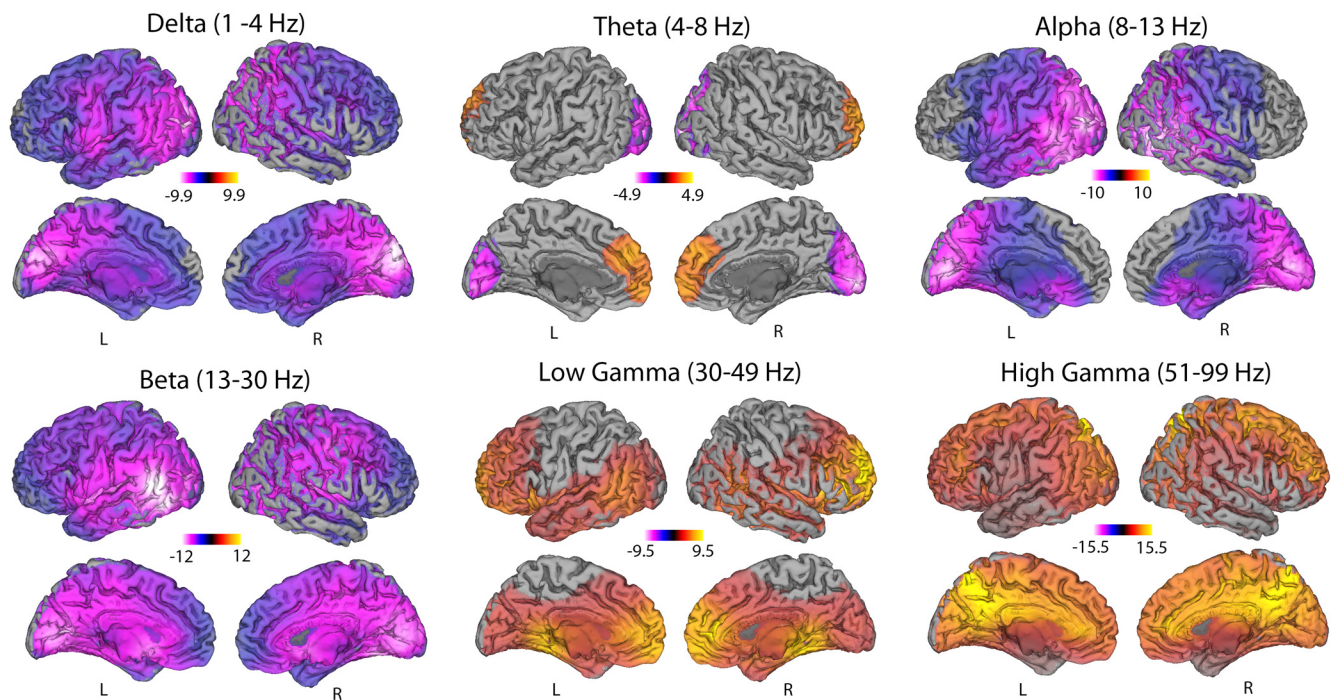 Delta (1 -4 Hz)
Theta (4-8 Hz)
Alpha (8-13 Hz)
-9.9 9.9
-4.9 4.9
-10 10
L R
L R
L R
Beta (13-30 Hz)
Low Gamma (30-49 Hz)
High Gamma (51-99 Hz)
-12 12
-9.5 9.5
-15.5 15.5
L R
L R
L R